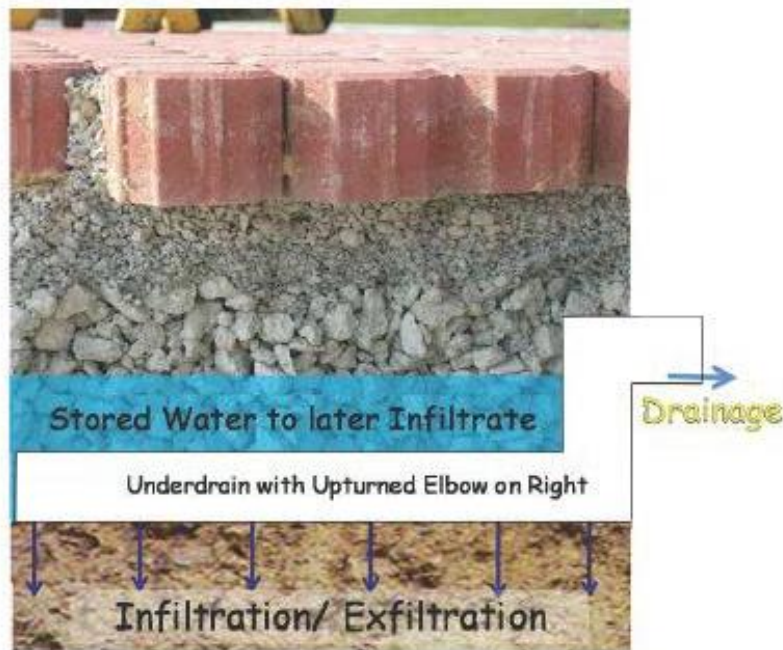 Stored Water to later Infiltrate
Drainage
Underdrain with Upturned Elbow on Right
Infiltration/ Exfiltration